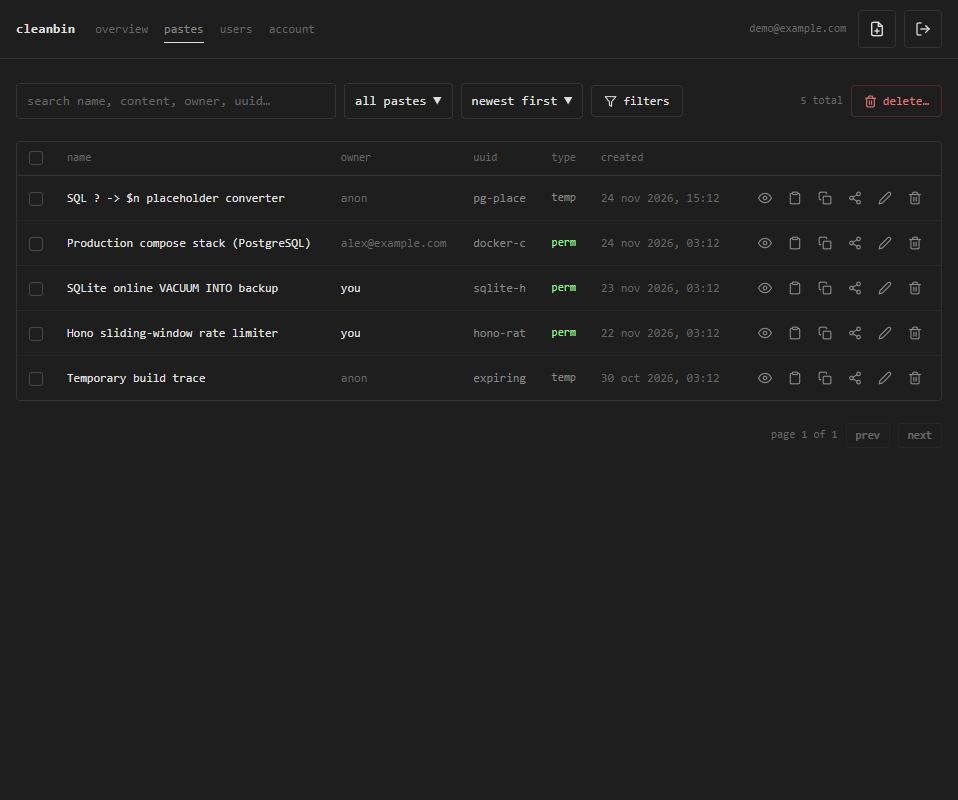 cleanbin overview pastes users account demo@example.com
search name, content, owner, uuid… all pastes ▼ newest first ▼ filters 5 total delete…
name owner uuid type created
SQL ? -> $n placeholder converter anon pg-place temp 24 nov 2026, 15:12
Production compose stack (PostgreSQL) alex@example.com docker-c perm 24 nov 2026, 03:12
SQLite online VACUUM INTO backup you sqlite-h perm 23 nov 2026, 03:12
Hono sliding-window rate limiter you hono-rat perm 22 nov 2026, 03:12
Temporary build trace anon expiring temp 30 oct 2026, 03:12
page 1 of 1 prev next